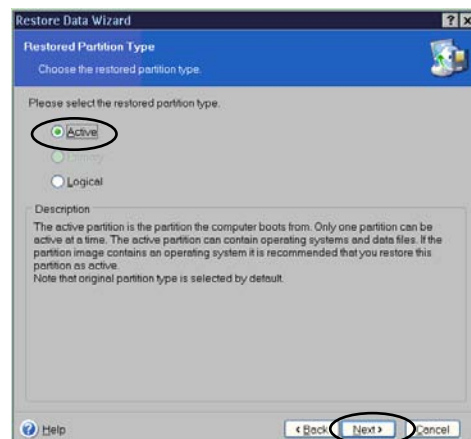 Restore Data Wizard
Restored Partition Type
Choose the restored partition type.
Please select the restored partition type.
Active
Primary
Logical
Description
The active partition is the partition the computer boots from. Only one partition can be
active at a time. The active partition can contain operating systems and data files. If the
partition image contains an operating system it is recommended that you restore this
partition as active.
Note that original partition type is selected by default.
Help
< Back
Next >
Cancel